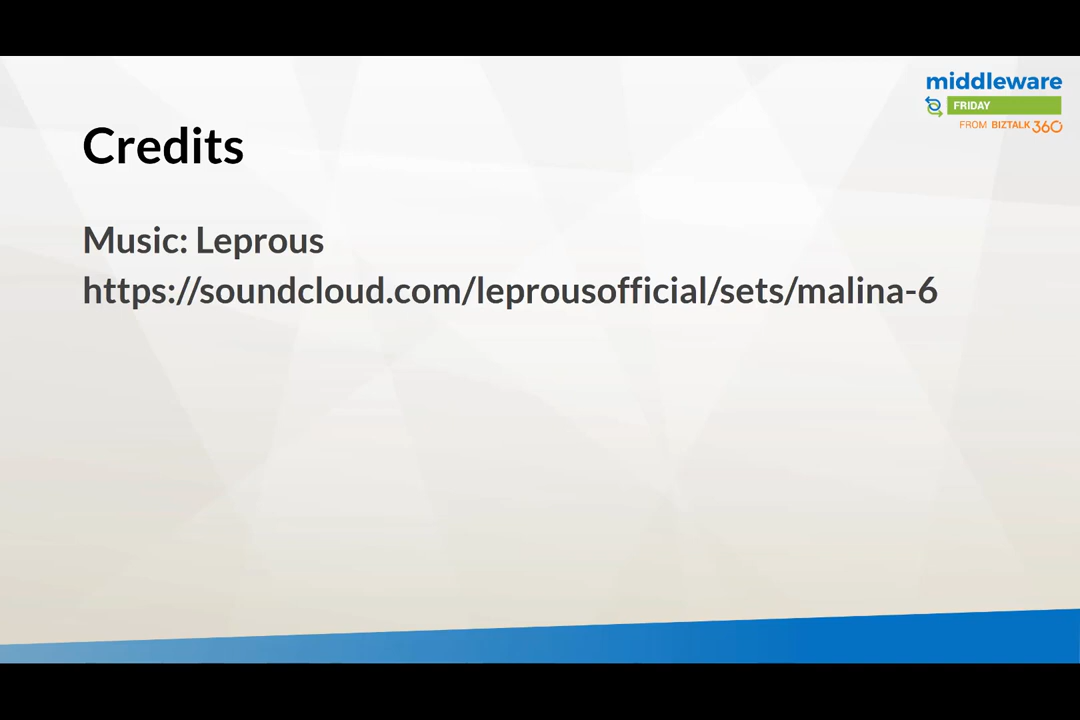 middleware
FRIDAY
FROM BIZTALK 360
Credits
Music: Leprous
https://soundcloud.com/leprousofficial/sets/malina-6